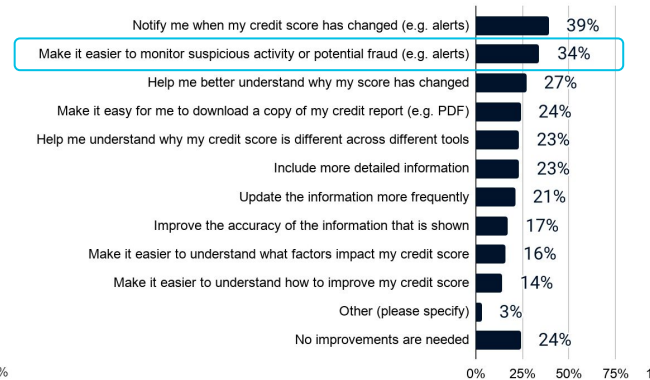 Notify me when my credit score has changed (e.g. alerts) 39%
Make it easier to monitor suspicious activity or potential fraud (e.g. alerts) 34%
Help me better understand why my score has changed 27%
Make it easy for me to download a copy of my credit report (e.g. PDF) 24%
Help me understand why my credit score is different across different tools 23%
Include more detailed information 23%
Update the information more frequently 21%
Improve the accuracy of the information that is shown 17%
Make it easier to understand what factors impact my credit score 16%
Make it easier to understand how to improve my credit score 14%
Other (please specify) 3%
No improvements are needed 24%
% 0% 25% 50% 75% 1